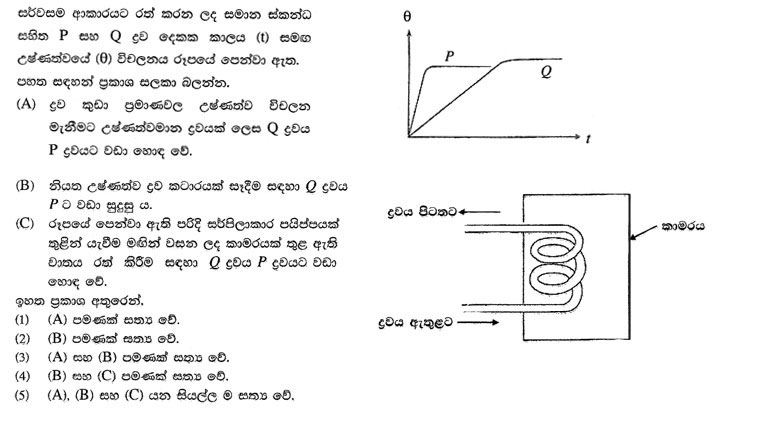 සර්වසම ආකාරයට රත් කරන ලද සමාන ස්කන්ධ
සහිත P සහ Q ද්‍රව දෙකක කාලය (t) සමඟ
උෂ්ණත්වයේ (θ) විචලනය රූපයේ පෙන්වා ඇත.
පහත සඳහන් ප්‍රකාශ සලකා බලන්න.
(A) ද්‍රව කුඩා ප්‍රමාණවල උෂ්ණත්ව විචලන
මැනීමට උෂ්ණත්වමාන ද්‍රවයක් ලෙස Q ද්‍රවය
P ද්‍රවයට වඩා හොඳ වේ.
(B) නියත උෂ්ණත්ව ද්‍රව කටාරයක් සෑදීම සඳහා Q ද්‍රවය
P ට වඩා සුදුසු ය.
(C) රූපයේ පෙන්වා ඇති පරිදි සර්පිලාකාර පයිප්පයක්
තුළින් යැවීම මඟින් වසන ලද කාමරයක් තුළ ඇති
වාතය රත් කිරීම සඳහා Q ද්‍රවය P ද්‍රවයට වඩා
හොඳ වේ.
ඉහත ප්‍රකාශ අතුරෙන්,
(1) (A) පමණක් සත්‍ය වේ.
(2) (B) පමණක් සත්‍ය වේ.
(3) (A) සහ (B) පමණක් සත්‍ය වේ.
(4) (B) සහ (C) පමණක් සත්‍ය වේ.
(5) (A), (B) සහ (C) යන සියල්ල ම සත්‍ය වේ.
θ
P
Q
t
ද්‍රවය පිටතට
කාමරය
ද්‍රවය ඇතුළට